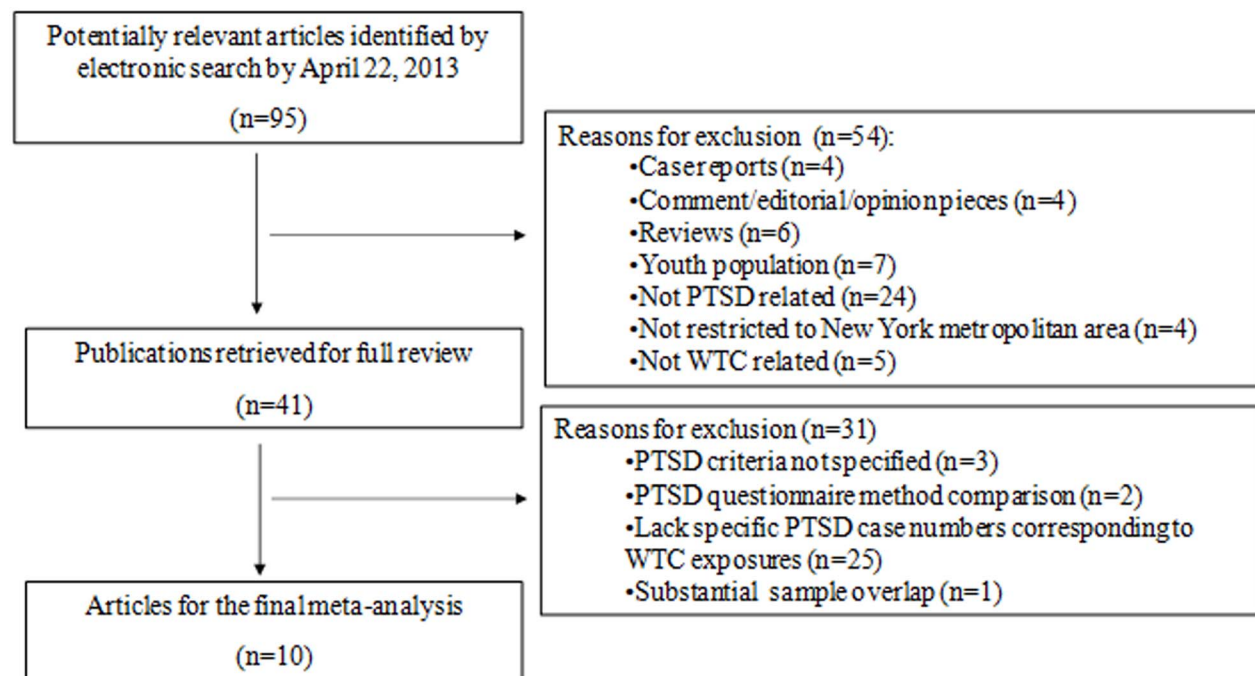 Potentially relevant articles identified by
electronic search by April 22, 2013
(n=95)
Reasons for exclusion (n=54):
•Case reports (n=4)
•Comment/editorial/opinion pieces (n=4)
•Reviews (n=6)
•Youth population (n=7)
•Not PTSD related (n=24)
•Not restricted to New York metropolitan area (n=4)
•Not WTC related (n=5)
Publications retrieved for full review
(n=41)
Reasons for exclusion (n=31)
•PTSD criteria not specified (n=3)
•PTSD questionnaire method comparison (n=2)
•Lack specific PTSD case numbers corresponding to
WTC exposures (n=25)
•Substantial sample overlap (n=1)
Articles for the final meta-analysis
(n=10)